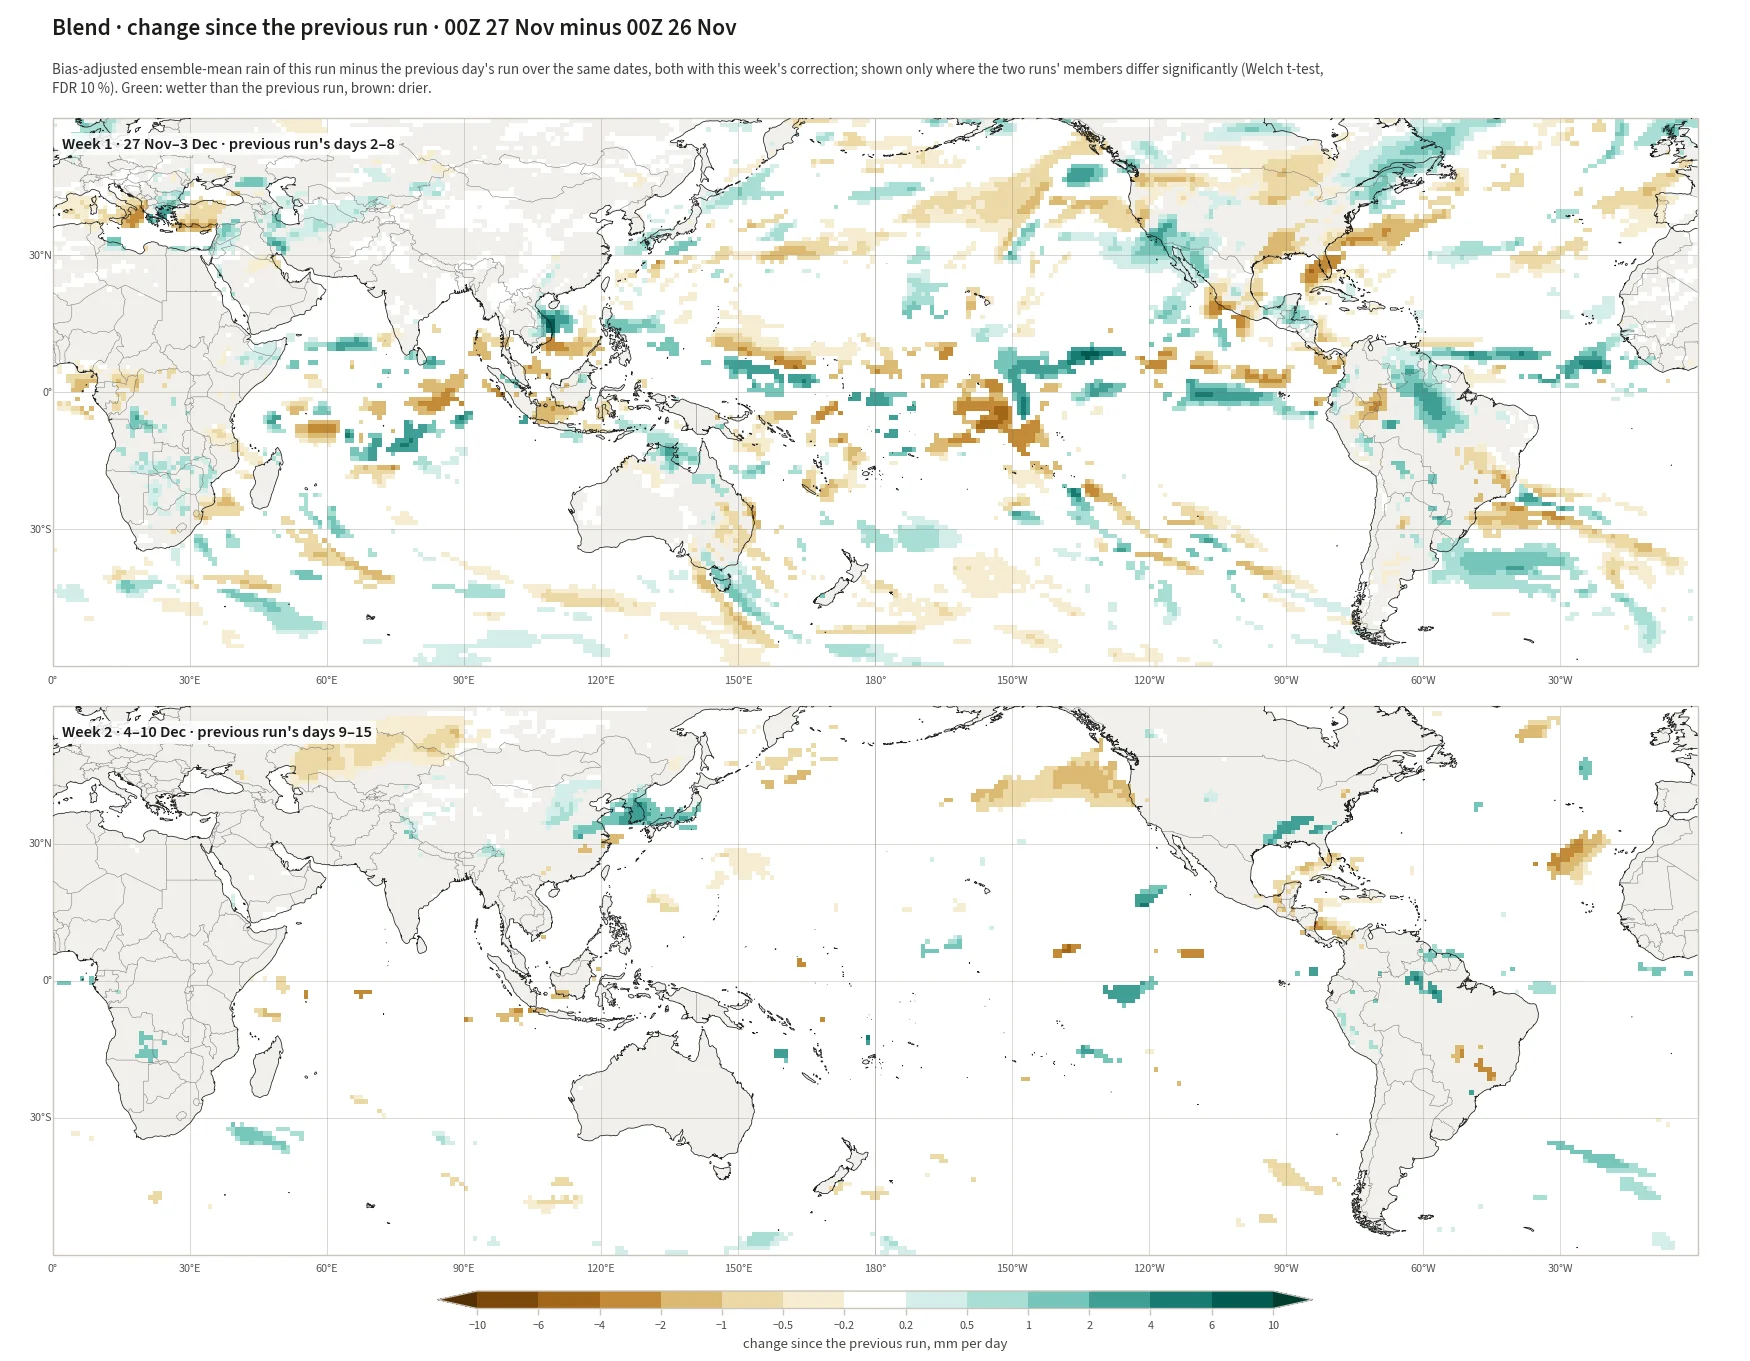 Blend · change since the previous run · 00Z 27 Nov minus 00Z 26 Nov
Bias-adjusted ensemble-mean rain of this run minus the previous day's run over the same dates, both with this week's correction; shown only where the two runs' members differ significantly (Welch t-test,
FDR 10 %). Green: wetter than the previous run, brown: drier.
Week 1 · 27 Nov–3 Dec · previous run's days 2–8
30°N
0°
30°S
0° 30°E 60°E 90°E 120°E 150°E 180° 150°W 120°W 90°W 60°W 30°W
Week 2 · 4–10 Dec · previous run's days 9–15
30°N
0°
30°S
0° 30°E 60°E 90°E 120°E 150°E 180° 150°W 120°W 90°W 60°W 30°W
−10 −6 −4 −2 −1 −0.5 −0.2 0.2 0.5 1 2 4 6 10
change since the previous run, mm per day